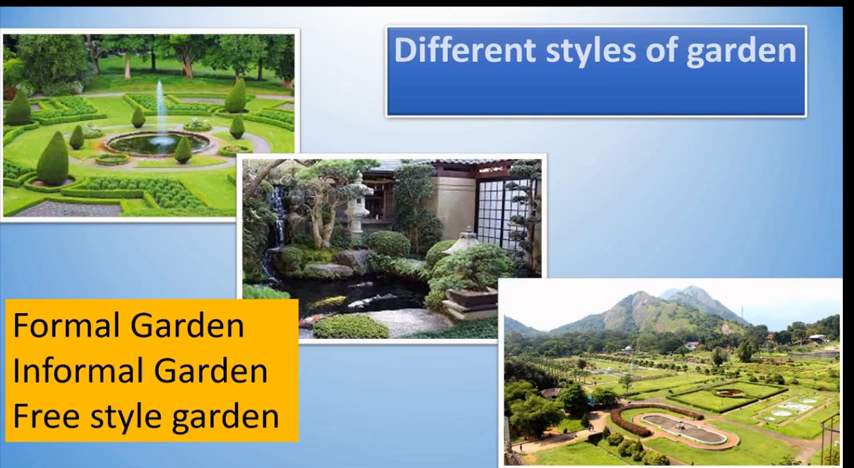 Different styles of garden
Formal Garden
Informal Garden
Free style garden